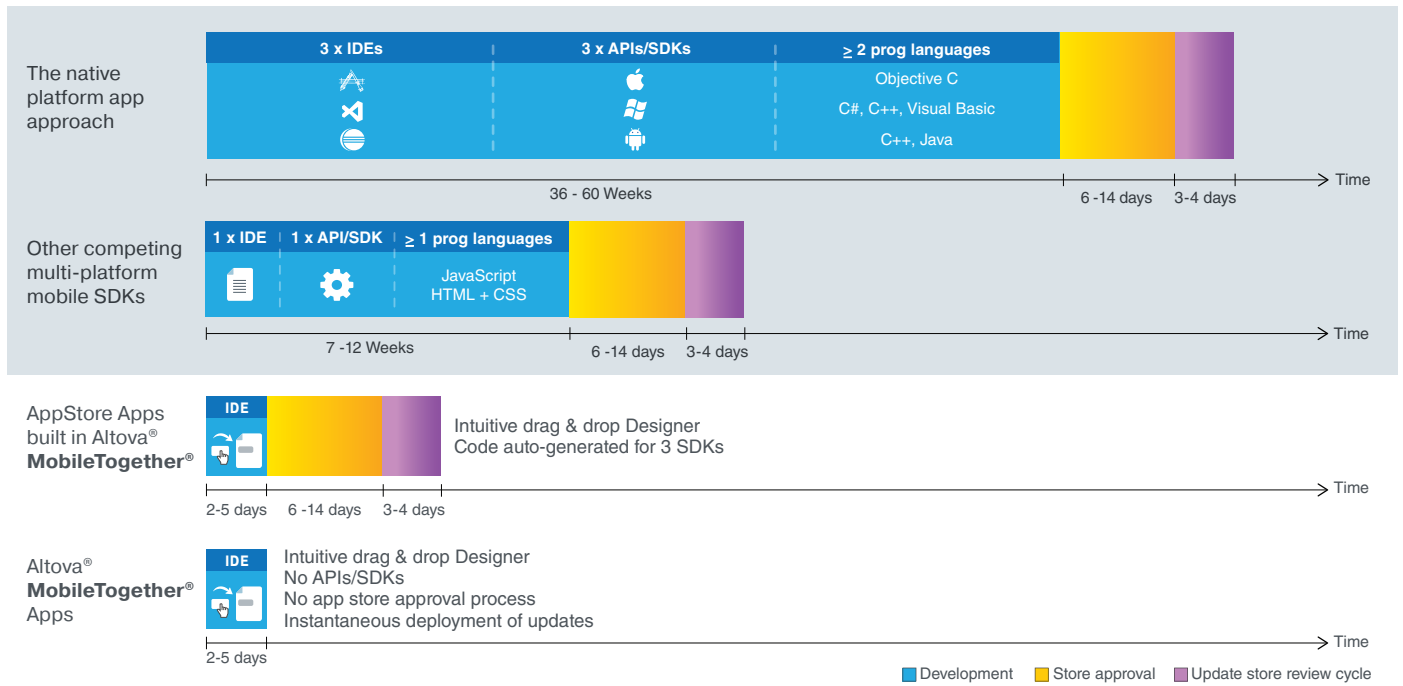 3 x IDEs
3 x APIs/SDKs
≥ 2 prog languages
The native
platform app
approach
Objective C
C#, C++, Visual Basic
C++, Java
Time
36 - 60 Weeks
6 -14 days
3-4 days
1 x IDE
1 x API/SDK
≥ 1 prog languages
Other competing
multi-platform
mobile SDKs
JavaScript
HTML + CSS
Time
7 -12 Weeks
6 -14 days
3-4 days
AppStore Apps
built in Altova®
MobileTogether®
IDE
Intuitive drag & drop Designer
Code auto-generated for 3 SDKs
Time
2-5 days
6 -14 days
3-4 days
Altova®
MobileTogether®
Apps
IDE
Intuitive drag & drop Designer
No APIs/SDKs
No app store approval process
Instantaneous deployment of updates
Time
2-5 days
Development
Store approval
Update store review cycle